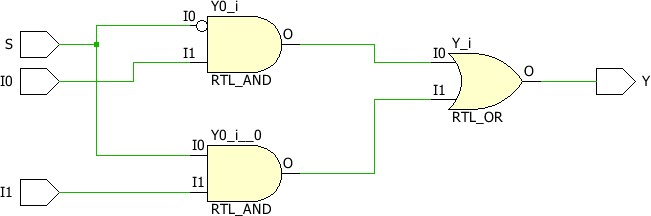 Y0_i
I0
S
O
I1
Y_i
I0
O
I0
RTL_AND
Y
I1
RTL_OR
Y0_i__0
I0
O
I1
I1
RTL_AND